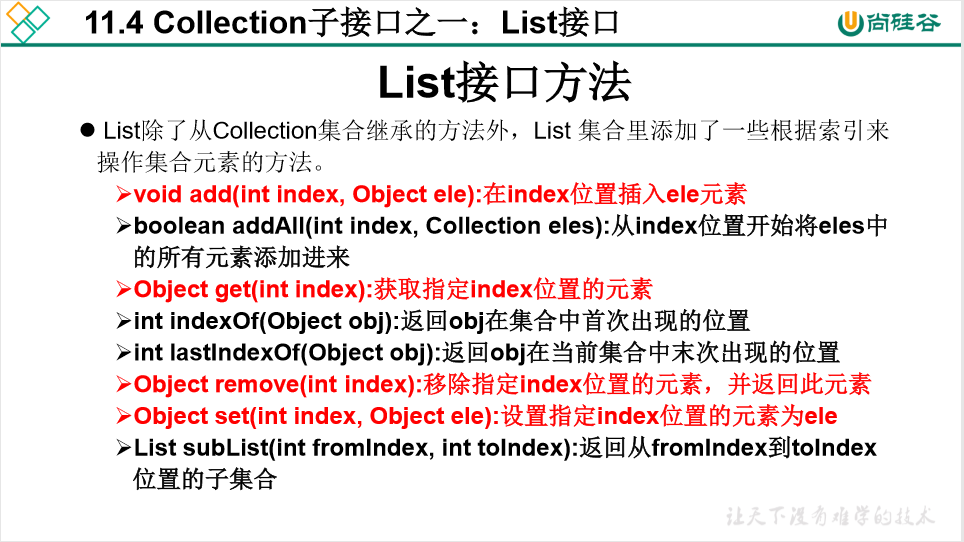 11.4 Collection子接口之一：List接口
尚硅谷
List接口方法
● List除了从Collection集合继承的方法外，List 集合里添加了一些根据索引来
操作集合元素的方法。
➢void add(int index, Object ele):在index位置插入ele元素
➢boolean addAll(int index, Collection eles):从index位置开始将eles中
的所有元素添加进来
➢Object get(int index):获取指定index位置的元素
➢int indexOf(Object obj):返回obj在集合中首次出现的位置
➢int lastIndexOf(Object obj):返回obj在当前集合中末次出现的位置
➢Object remove(int index):移除指定index位置的元素，并返回此元素
➢Object set(int index, Object ele):设置指定index位置的元素为ele
➢List subList(int fromIndex, int toIndex):返回从fromIndex到toIndex
位置的子集合
让天下没有难学的技术